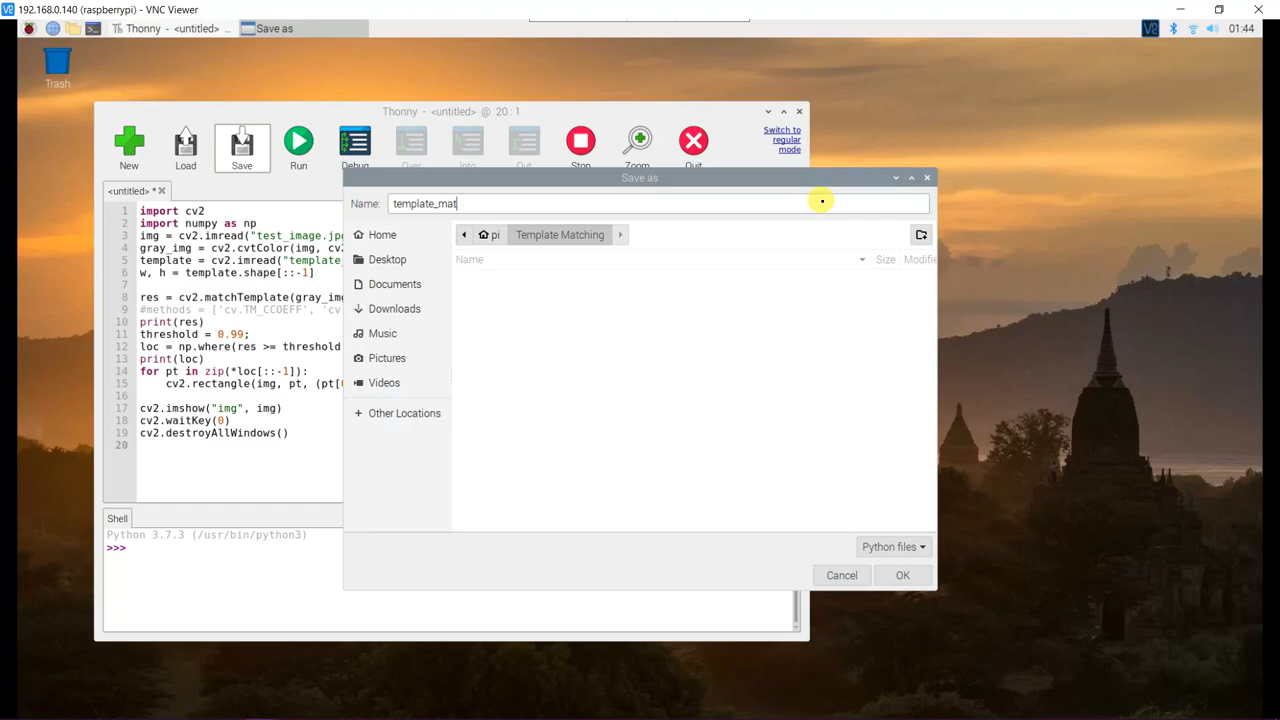 192.168.0.140 (raspberrypi) - VNC Viewer
Thonny - <untitled> ...
Save as
01:44
Trash
Thonny - <untitled> @ 20 : 1
New
Load
Save
Run
Debug
Over
Into
Out
Stop
Zoom
Quit
Switch to
regular
mode
<untitled> *
Save as
Name: template_mat
pi
Template Matching
Home
Desktop
Documents
Downloads
Music
Pictures
Videos
Other Locations
Name
Size
Modifie
Python files
Cancel
OK
1 import cv2
2 import numpy as np
3 img = cv2.imread("test_image.jpg
4 gray_img = cv2.cvtColor(img, cv2
5 template = cv2.imread("template_
6 w, h = template.shape[::-1]
7
8 res = cv2.matchTemplate(gray_img
9 #methods = ['cv.TM_CCOEFF', 'cv
10 print(res)
11 threshold = 0.99;
12 loc = np.where(res >= threshold
13 print(loc)
14 for pt in zip(*loc[::-1]):
15 cv2.rectangle(img, pt, (pt[0
16
17 cv2.imshow("img", img)
18 cv2.waitKey(0)
19 cv2.destroyAllWindows()
20
Shell
Python 3.7.3 (/usr/bin/python3)
>>>